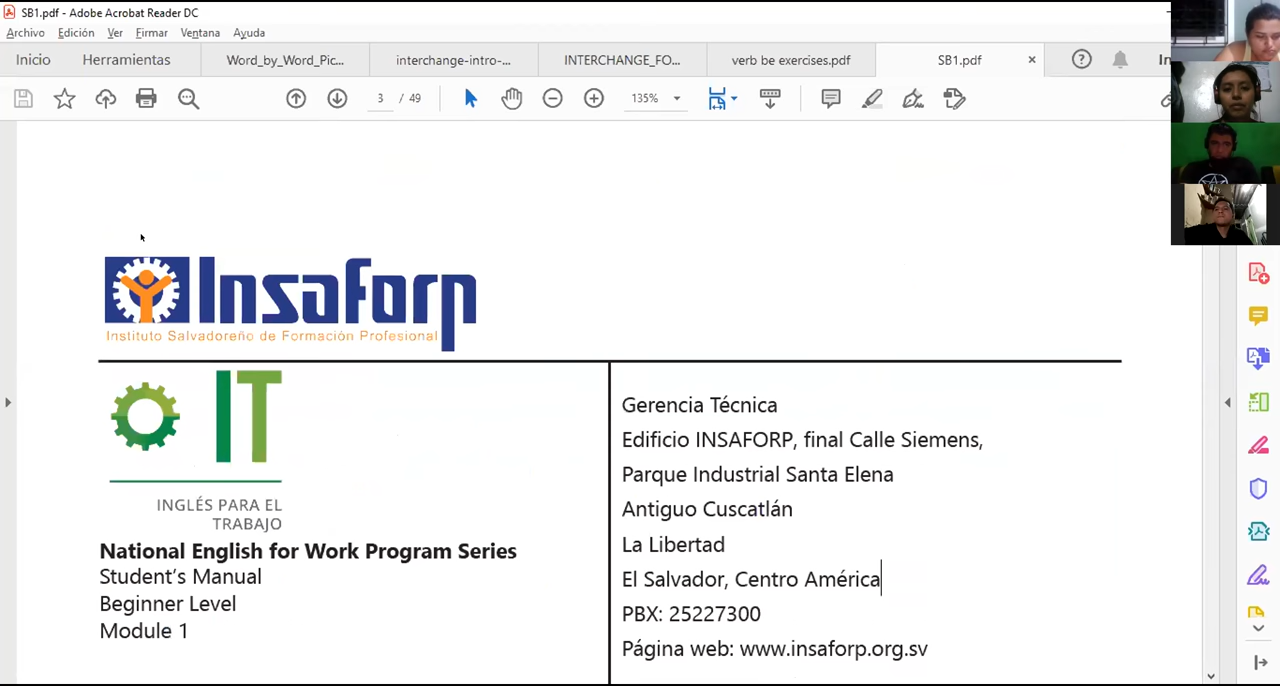 SB1.pdf - Adobe Acrobat Reader DC
Archivo Edición Ver Firmar Ventana Ayuda
Inicio Herramientas Word_by_Word_Pic... interchange-intro-... INTERCHANGE_FO... verb be exercises.pdf SB1.pdf × In
3 / 49 135%
Insaforp
Instituto Salvadoreño de Formación Profesional
IT
INGLÉS PARA EL
TRABAJO
National English for Work Program Series
Student's Manual
Beginner Level
Module 1
Gerencia Técnica
Edificio INSAFORP, final Calle Siemens,
Parque Industrial Santa Elena
Antiguo Cuscatlán
La Libertad
El Salvador, Centro América
PBX: 25227300
Página web: www.insaforp.org.sv